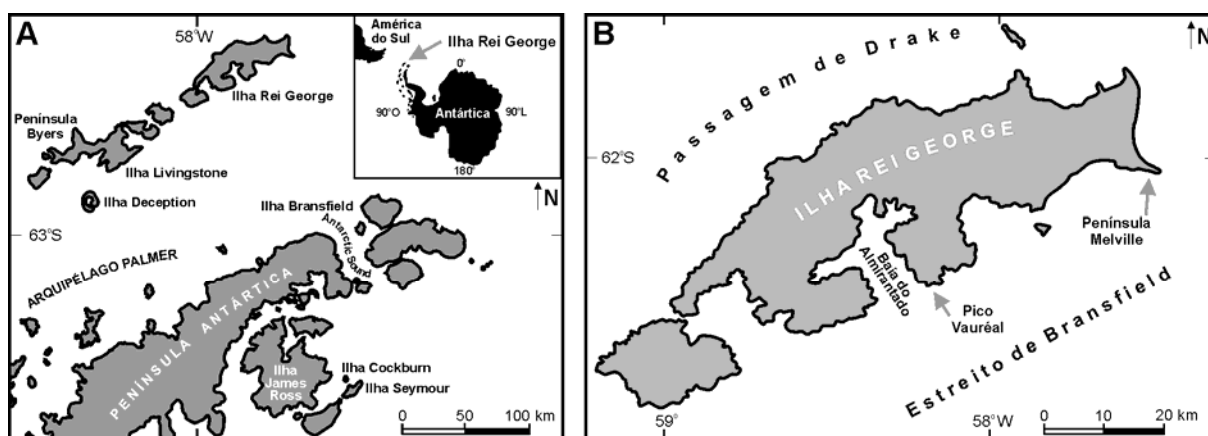 A
58°W
Ilha Rei George
Península
Byers
Ilha Livingstone
Ilha Deception
63°S
ARQUIPÉLAGO PALMER
PENÍNSULA ANTÁRTICA
Ilha Bransfield
Antarctic Sound
N
Ilha
James
Ross
Ilha Cockburn
Ilha Seymour
0 50 100 km
América
do Sul
Ilha Rei George
0°
90°O
Antártica
90°L
180°
B
N
Passagem de Drake
62°S
ILHA REI GEORGE
Península
Melville
Baía do
Almirantado
Pico
Vauréal
Estreito de Bransfield
59°
58°W
0 10 20 km